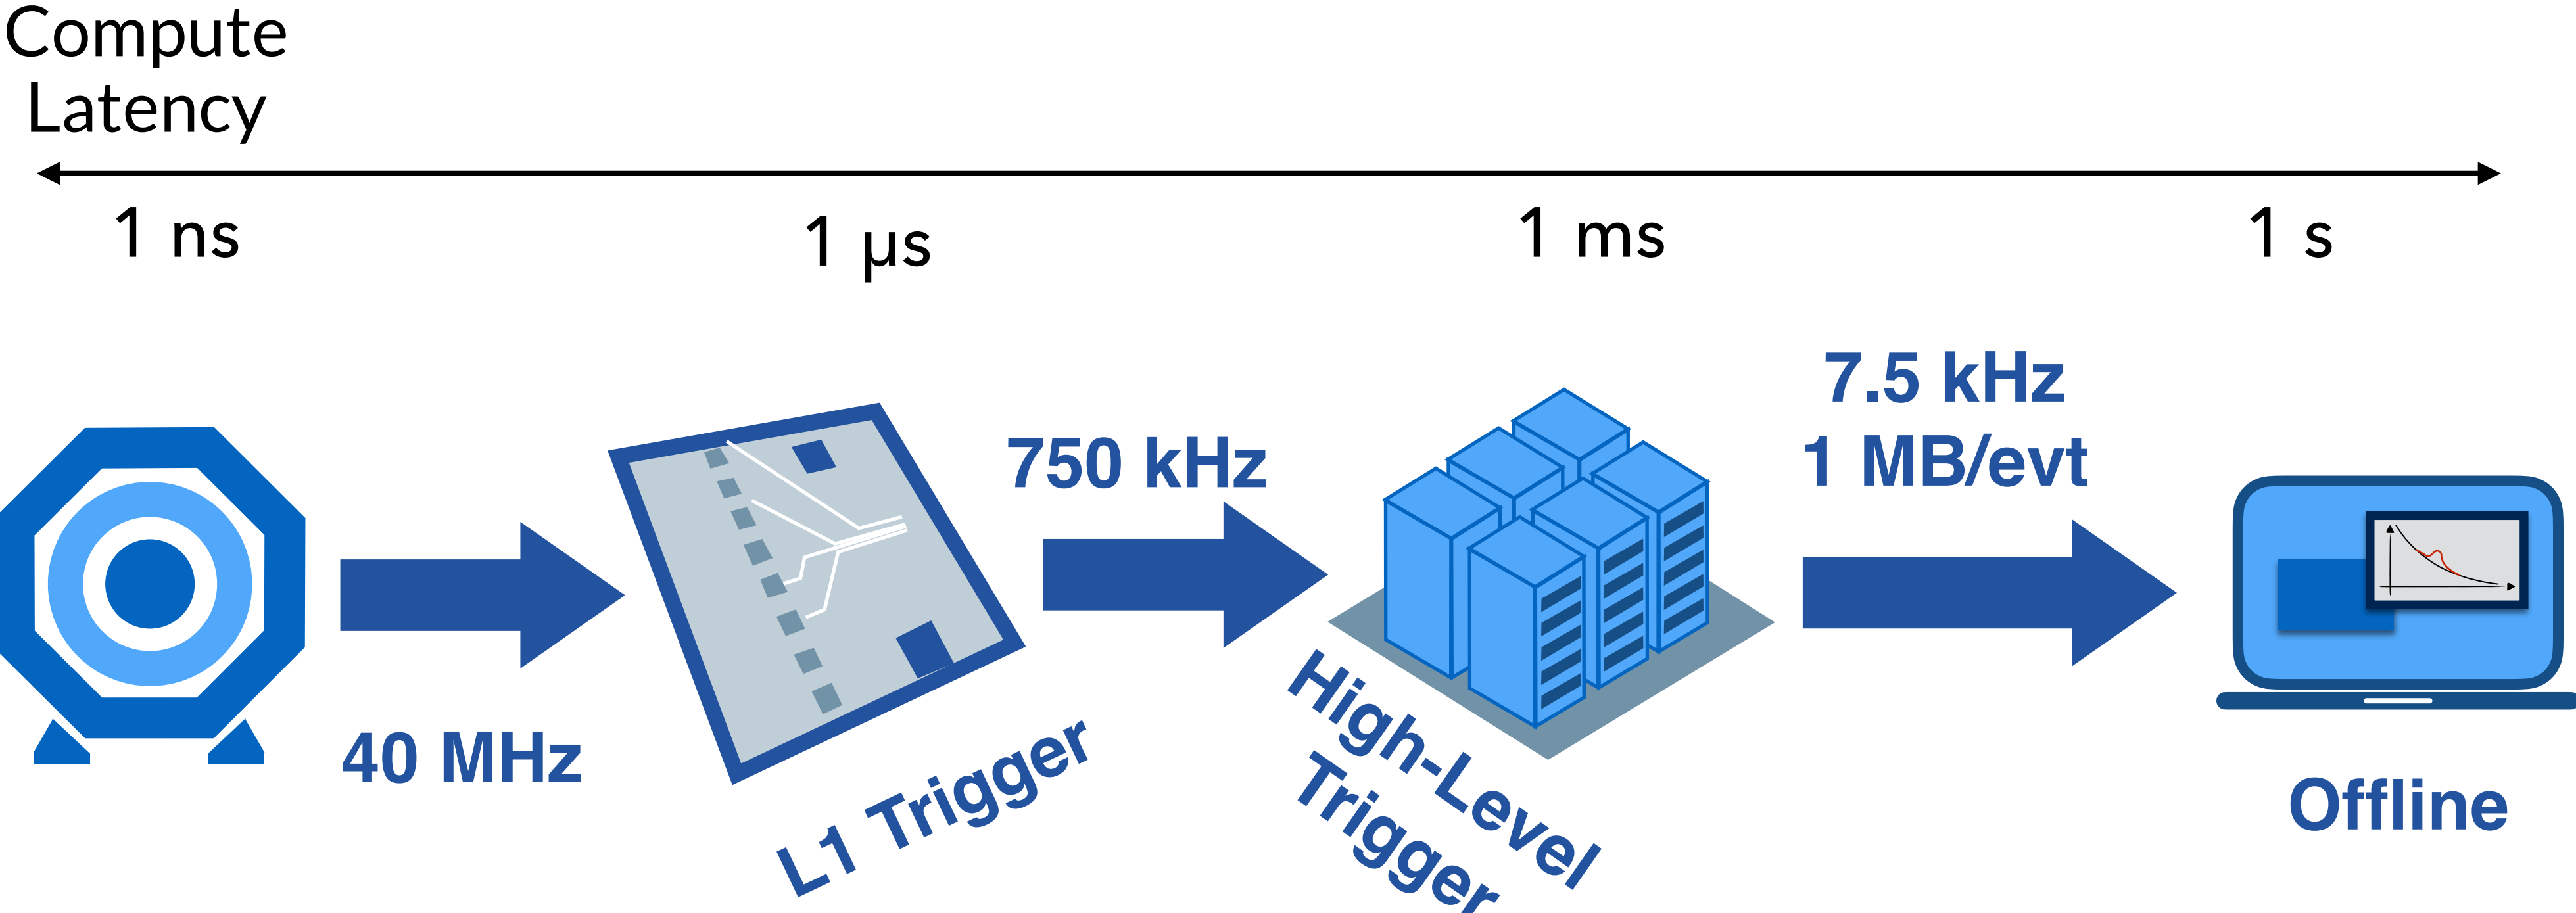 Compute
Latency
1 ns
1 µs
1 ms
1 s
40 MHz
L1 Trigger
750 kHz
High-Level
Trigger
7.5 kHz
1 MB/evt
Offline